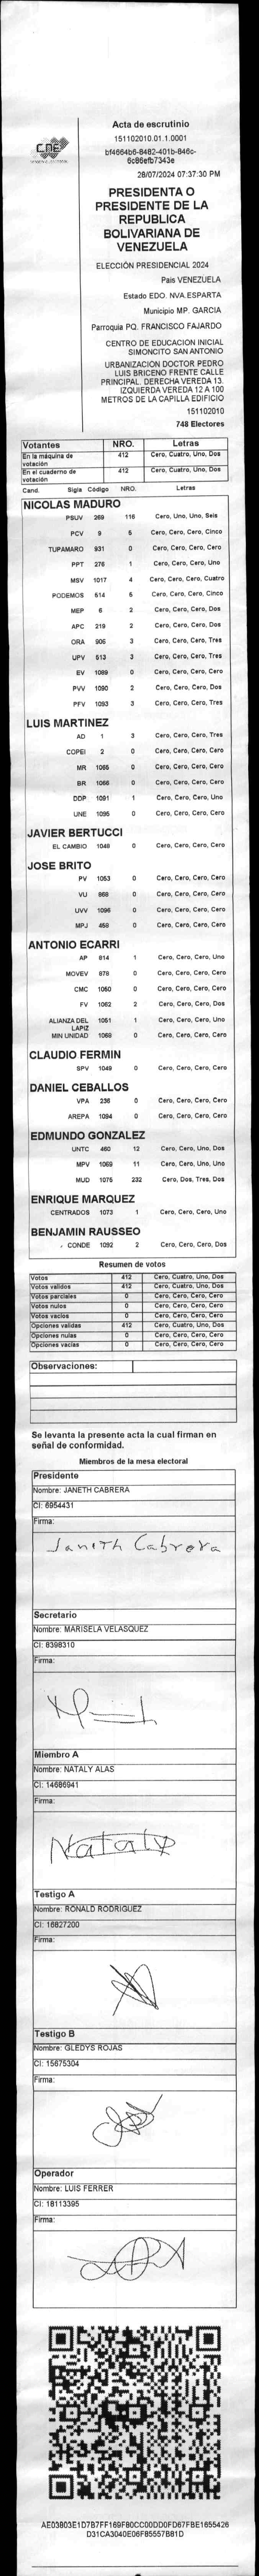 CNE
Acta de escrutinio
151102010.01.1.0001
bf4664b6-8482-401b-846c-
6c86efb7343e
28/07/2024 07:37:30 PM
PRESIDENTA O
PRESIDENTE DE LA
REPUBLICA
BOLIVARIANA DE
VENEZUELA
ELECCIÓN PRESIDENCIAL 2024
Pais VENEZUELA
Estado EDO. NVA.ESPARTA
Municipio MP. GARCIA
Parroquia PQ. FRANCISCO FAJARDO
CENTRO DE EDUCACION INICIAL
SIMONCITO SAN ANTONIO
URBANIZACION DOCTOR PEDRO
LUIS BRICENO FRENTE CALLE
PRINCIPAL. DERECHA VEREDA 13.
IZQUIERDA VEREDA 12 A 100
METROS DE LA CAPILLA EDIFICIO
151102010
748 Electores
Votantes NRO. Letras
En la máquina de votación 412 Cero, Cuatro, Uno, Dos
En el cuaderno de votación 412 Cero, Cuatro, Uno, Dos
Cand. Sigla Código NRO. Letras
NICOLAS MADURO
PSUV 269 116 Cero, Uno, Uno, Seis
PCV 9 5 Cero, Cero, Cero, Cinco
TUPAMARO 931 0 Cero, Cero, Cero, Cero
PPT 276 1 Cero, Cero, Cero, Uno
MSV 1017 4 Cero, Cero, Cero, Cuatro
PODEMOS 514 5 Cero, Cero, Cero, Cinco
MEP 6 2 Cero, Cero, Cero, Dos
APC 219 2 Cero, Cero, Cero, Dos
ORA 906 3 Cero, Cero, Cero, Tres
UPV 513 3 Cero, Cero, Cero, Tres
EV 1089 0 Cero, Cero, Cero, Cero
PVV 1090 2 Cero, Cero, Cero, Dos
PFV 1093 3 Cero, Cero, Cero, Tres
LUIS MARTINEZ
AD 1 3 Cero, Cero, Cero, Tres
COPEI 2 0 Cero, Cero, Cero, Cero
MR 1065 0 Cero, Cero, Cero, Cero
BR 1066 0 Cero, Cero, Cero, Cero
DDP 1091 1 Cero, Cero, Cero, Uno
UNE 1095 0 Cero, Cero, Cero, Cero
JAVIER BERTUCCI
EL CAMBIO 1048 0 Cero, Cero, Cero, Cero
JOSE BRITO
PV 1053 0 Cero, Cero, Cero, Cero
VU 868 0 Cero, Cero, Cero, Cero
UVV 1096 0 Cero, Cero, Cero, Cero
MPJ 458 0 Cero, Cero, Cero, Cero
ANTONIO ECARRI
AP 814 1 Cero, Cero, Cero, Uno
MOVEV 878 0 Cero, Cero, Cero, Cero
CMC 1050 0 Cero, Cero, Cero, Cero
FV 1062 2 Cero, Cero, Cero, Dos
ALIANZA DEL LAPIZ 1051 1 Cero, Cero, Cero, Uno
MIN UNIDAD 1068 0 Cero, Cero, Cero, Cero
CLAUDIO FERMIN
SPV 1049 0 Cero, Cero, Cero, Cero
DANIEL CEBALLOS
VPA 236 0 Cero, Cero, Cero, Cero
AREPA 1094 0 Cero, Cero, Cero, Cero
EDMUNDO GONZALEZ
UNTC 460 12 Cero, Cero, Uno, Dos
MPV 1069 11 Cero, Cero, Uno, Uno
MUD 1075 232 Cero, Dos, Tres, Dos
ENRIQUE MARQUEZ
CENTRADOS 1073 1 Cero, Cero, Cero, Uno
BENJAMIN RAUSSEO
CONDE 1092 2 Cero, Cero, Cero, Dos
Resumen de votos
Votos 412 Cero, Cuatro, Uno, Dos
Votos validos 412 Cero, Cuatro, Uno, Dos
Votos parciales 0 Cero, Cero, Cero, Cero
Votos nulos 0 Cero, Cero, Cero, Cero
Votos vacios 0 Cero, Cero, Cero, Cero
Opciones validas 412 Cero, Cuatro, Uno, Dos
Opciones nulas 0 Cero, Cero, Cero, Cero
Opciones vacias 0 Cero, Cero, Cero, Cero
Observaciones:
Se levanta la presente acta la cual firman en
señal de conformidad.
Miembros de la mesa electoral
Presidente
Nombre: JANETH CABRERA
CI: 6954431
Firma:
Janith Cabrera
Secretario
Nombre: MARISELA VELASQUEZ
CI: 8398310
Firma:
Miembro A
Nombre: NATALY ALAS
CI: 14686941
Firma:
Nataly
Testigo A
Nombre: RONALD RODRIGUEZ
CI: 16827200
Firma:
Testigo B
Nombre: GLEDYS ROJAS
CI: 15675304
Firma:
Operador
Nombre: LUIS FERRER
CI: 18113395
Firma:
AE03803E1D7B7FF169F80CC00DD0FD67FBE1655426
D31CA3040E06F85557B81D